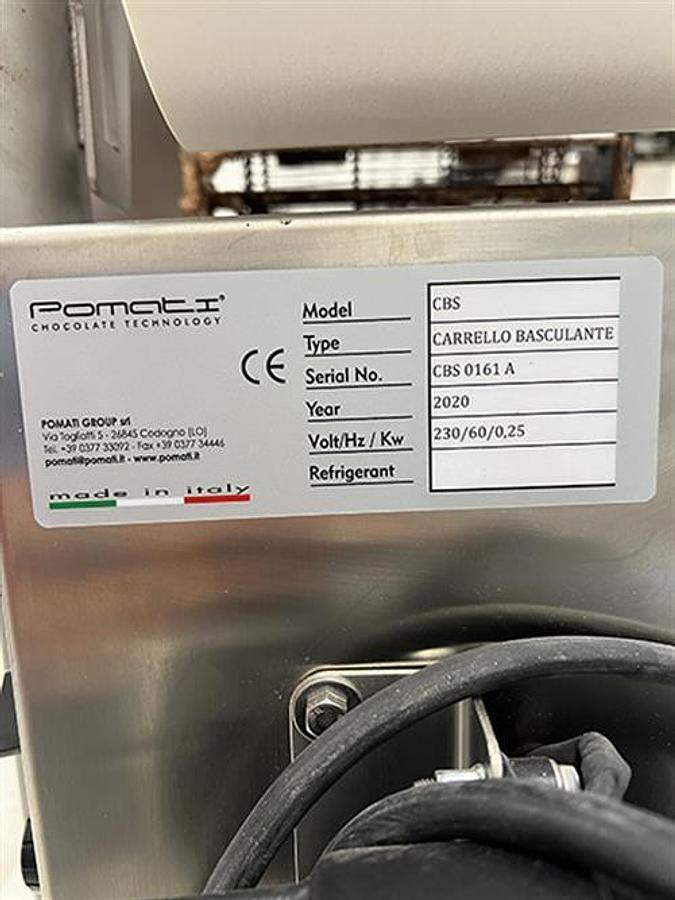 Pomati®
CHOCOLATE TECHNOLOGY
CE
POMATI GROUP srl
Via Togliatti 5 - 26845 Codogno (LO)
Tel. +39 0377 33092 - Fax +39 0377 34446
pomati@pomati.it - www.pomati.it
made in italy
Model CBS
Type CARRELLO BASCULANTE
Serial No. CBS 0161 A
Year 2020
Volt/Hz / Kw 230/60/0,25
Refrigerant